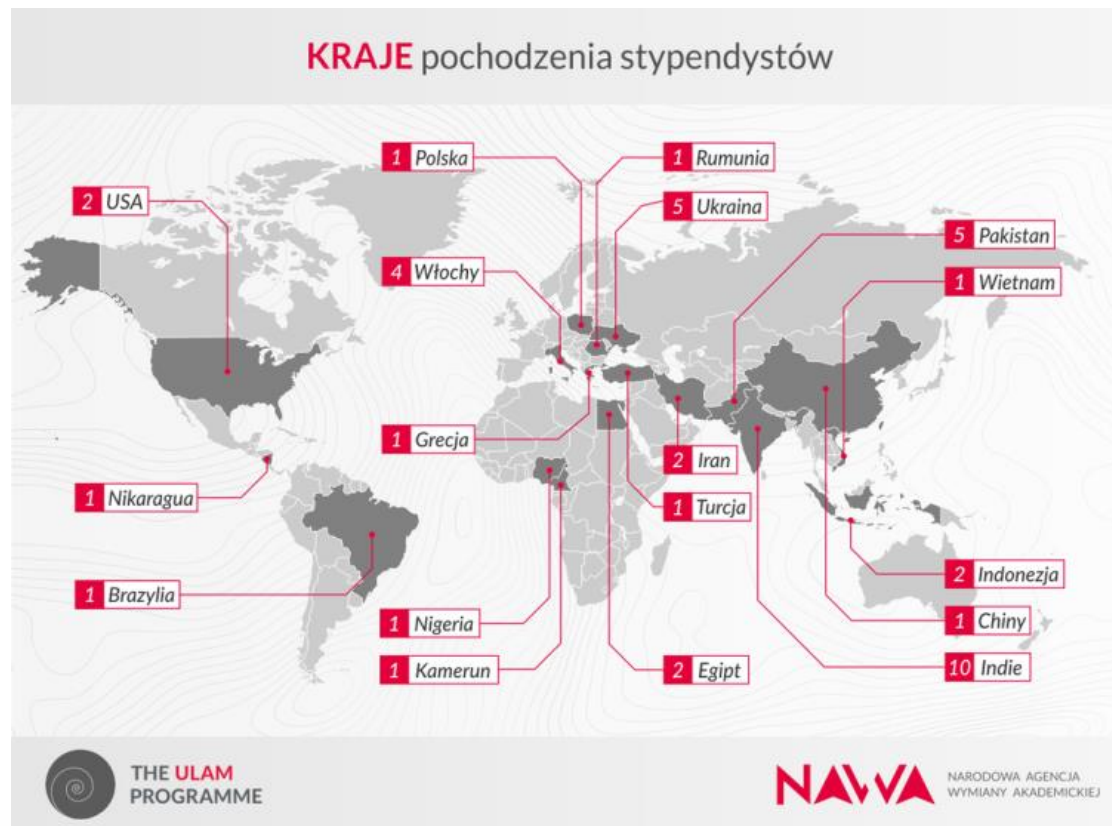 KRAJE pochodzenia stypendystów
1 Polska
1 Rumunia
2 USA
5 Ukraina
5 Pakistan
4 Włochy
1 Wietnam
1 Grecja
2 Iran
1 Nikaragua
1 Turcja
2 Indonezja
1 Brazylia
1 Nigeria
1 Chiny
1 Kamerun
2 Egipt
10 Indie
THE ULAM
PROGRAMME
NAWA
NARODOWA AGENCJA
WYMIANY AKADEMICKIEJ